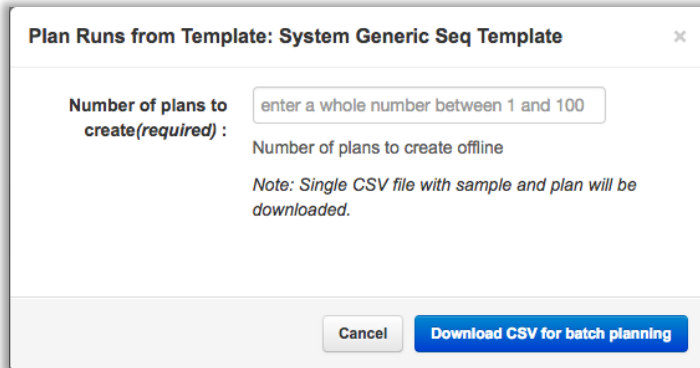 Plan Runs from Template: System Generic Seq Template ×
Number of plans to
create(required) :
enter a whole number between 1 and 100
Number of plans to create offline
Note: Single CSV file with sample and plan will be
downloaded.
Cancel
Download CSV for batch planning